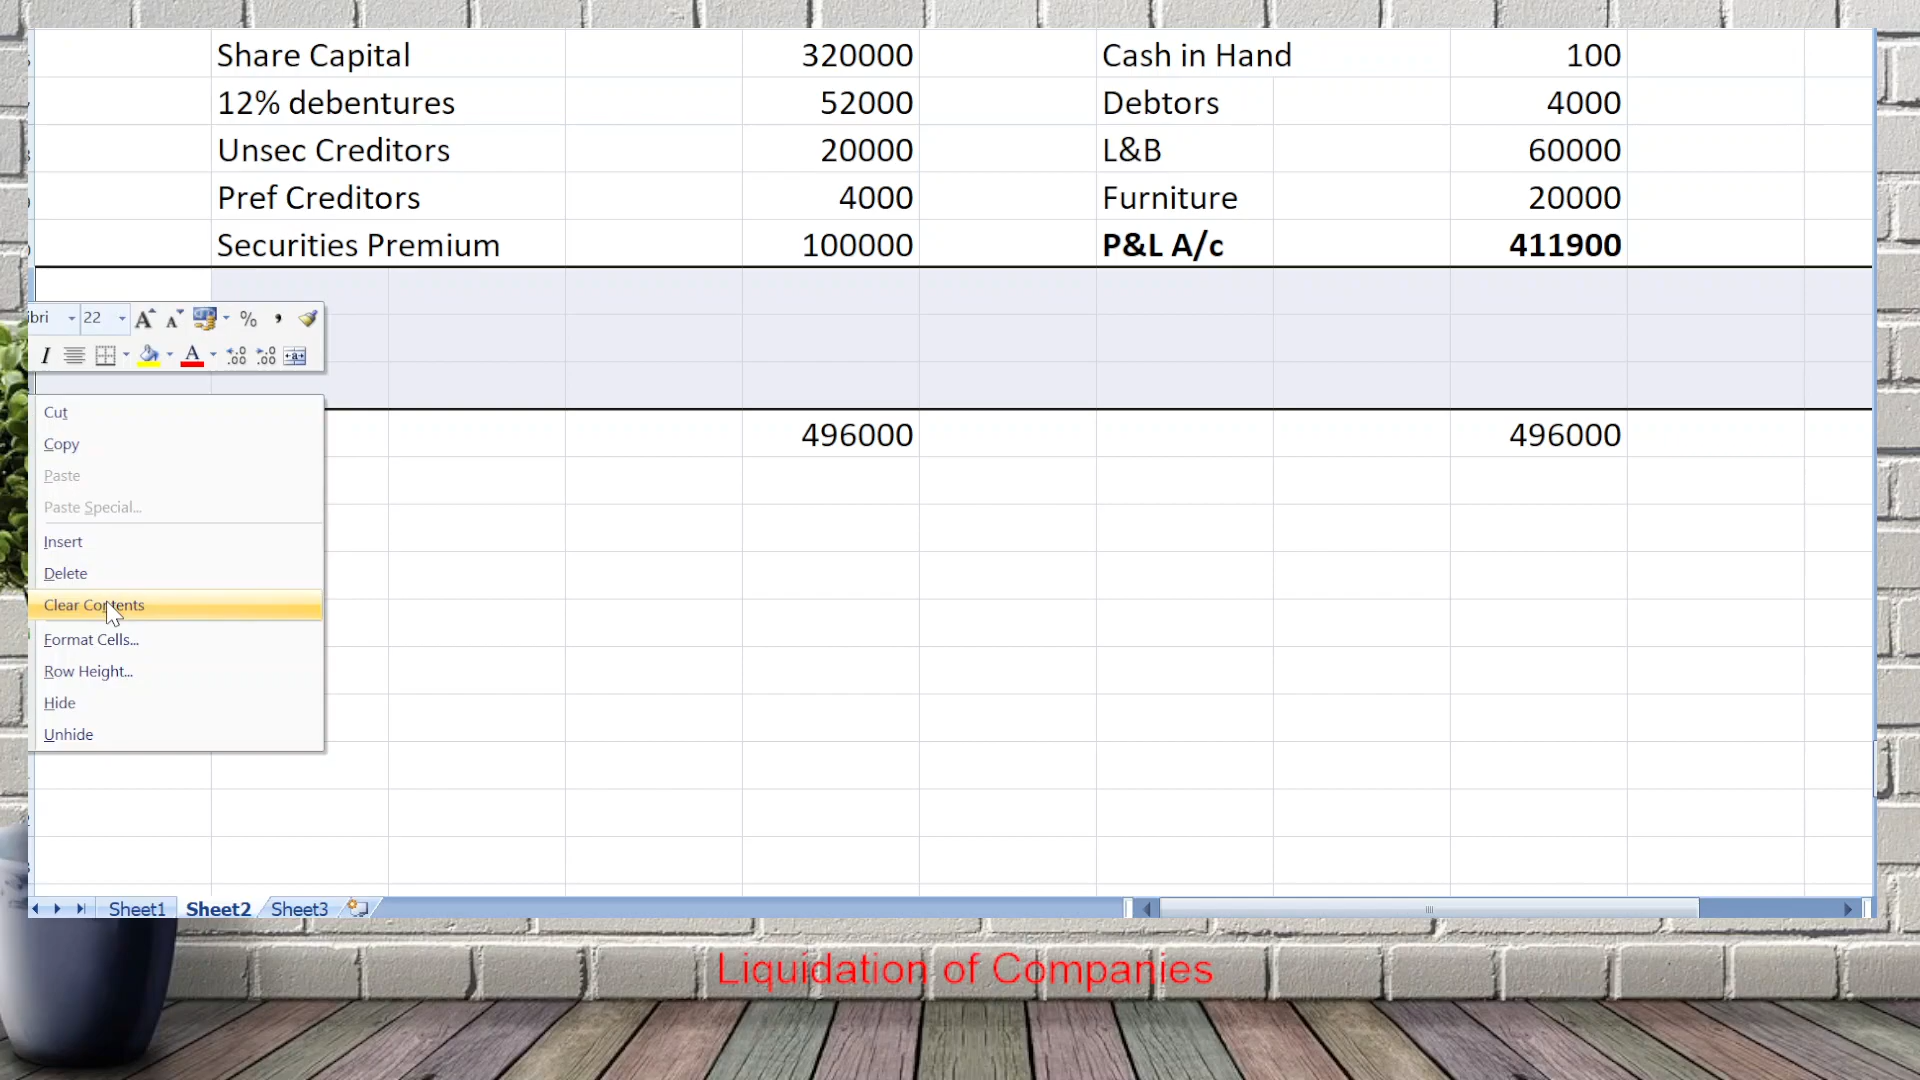 Share Capital 320000 Cash in Hand 100
12% debentures 52000 Debtors 4000
Unsec Creditors 20000 L&B 60000
Pref Creditors 4000 Furniture 20000
Securities Premium 100000 P&L A/c 411900
22 A A % ,
I A .00 .00 a
Cut
Copy
496000 496000
Paste
Paste Special...
Insert
Delete
Clear Contents
Format Cells...
Row Height...
Hide
Unhide
Sheet1 Sheet2 Sheet3
Liquidation of Companies